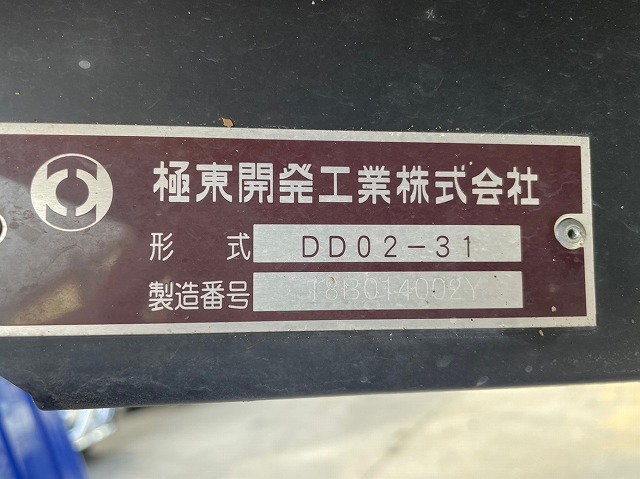 極東開発工業株式会社
形 式 DD02-31
製造番号 18B014002Y